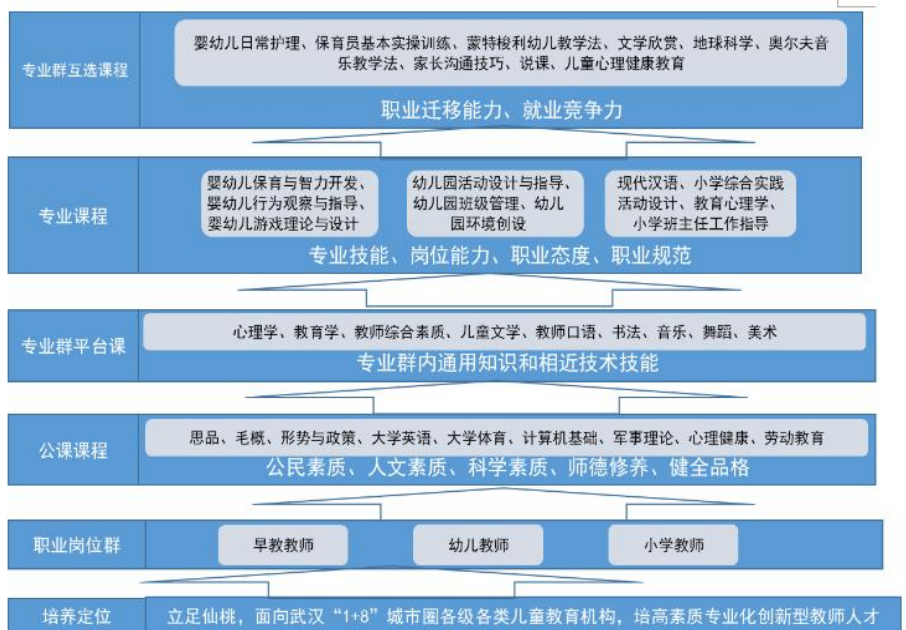 专业群互选课程
婴幼儿日常护理、保育员基本实操训练、蒙特梭利幼儿教学法、文学欣赏、地球科学、奥尔夫音
乐教学法、家长沟通技巧、说课、儿童心理健康教育
职业迁移能力、就业竞争力
专业课程
婴幼儿保育与智力开发、
婴幼儿行为观察与指导、
婴幼儿游戏理论与设计
幼儿园活动设计与指导、
幼儿园班级管理、幼儿
园环境创设
现代汉语、小学综合实践
活动设计、教育心理学、
小学班主任工作指导
专业技能、岗位能力、职业态度、职业规范
专业群平台课
心理学、教育学、教师综合素质、儿童文学、教师口语、书法、音乐、舞蹈、美术
专业群内通用知识和相近技术技能
公课课程
思品、毛概、形势与政策、大学英语、大学体育、计算机基础、军事理论、心理健康、劳动教育
公民素质、人文素质、科学素质、师德修养、健全品格
职业岗位群
早教教师
幼儿教师
小学教师
培养定位
立足仙桃，面向武汉“1+8”城市圈各级各类儿童教育机构，培高素质专业化创新型教师人才